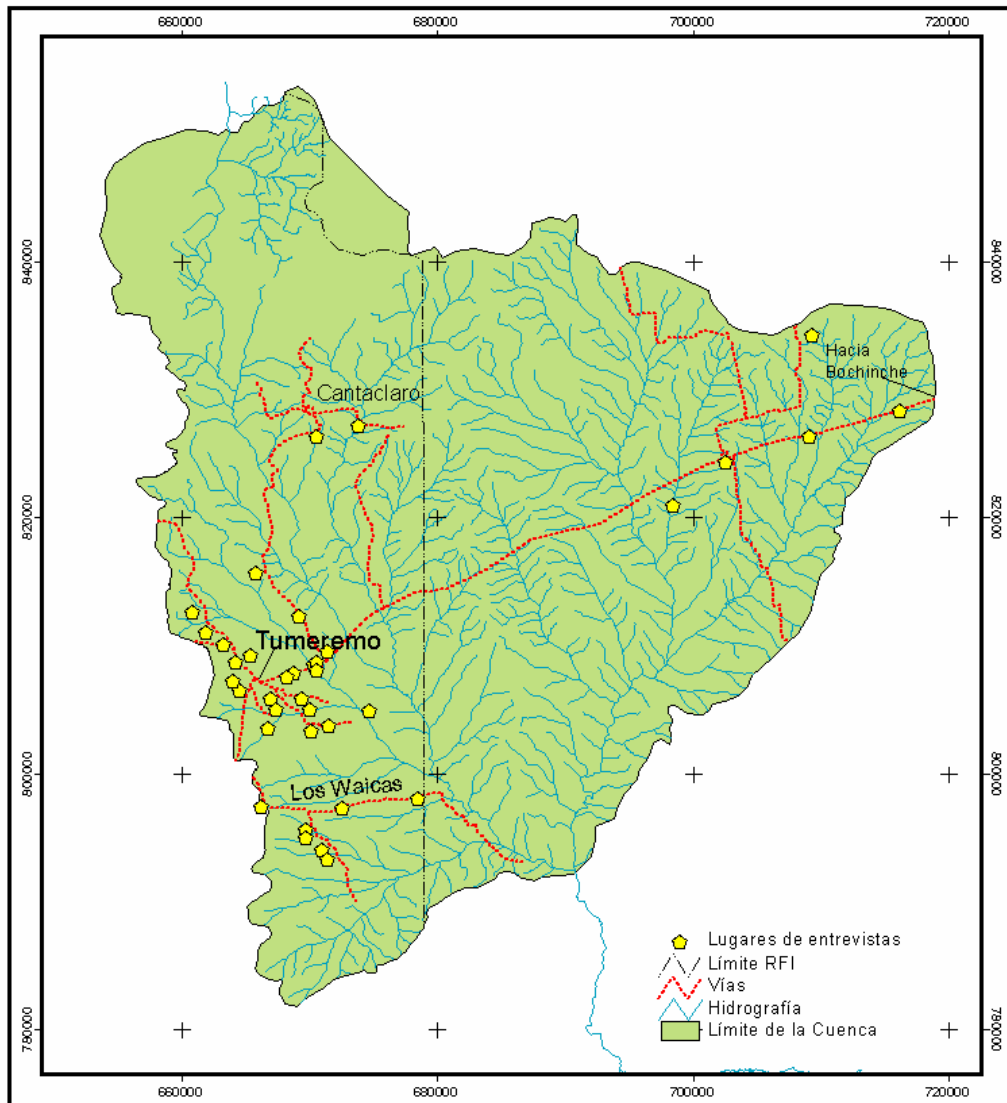 660000
680000
700000
720000
840000
840000
Hacia
Bochinche
Cantaclaro
820000
820000
Tumeremo
800000
800000
Los Waicas
Lugares de entrevistas
Límite RFI
Vías
Hidrografía
Límite de la Cuenca
780000
780000
660000
680000
700000
720000